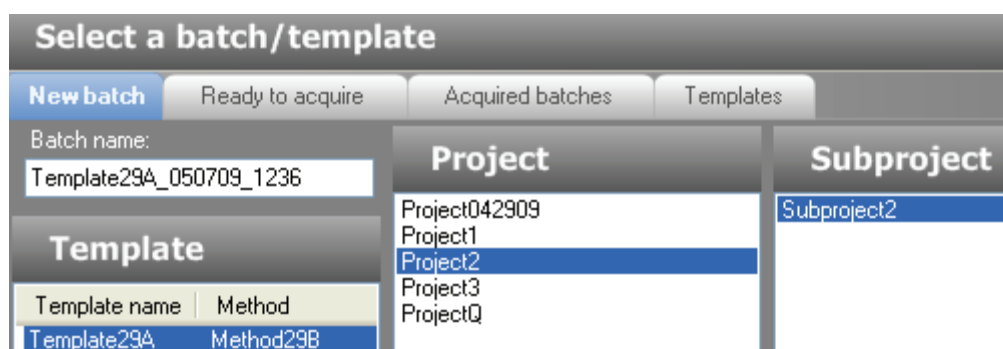 Select a batch/template
New batch Ready to acquire Acquired batches Templates
Batch name:
Template29A_050709_1236
Template
Template name Method
Template29A Method29B
Project
Project042909
Project1
Project2
Project3
ProjectQ
Subproject
Subproject2